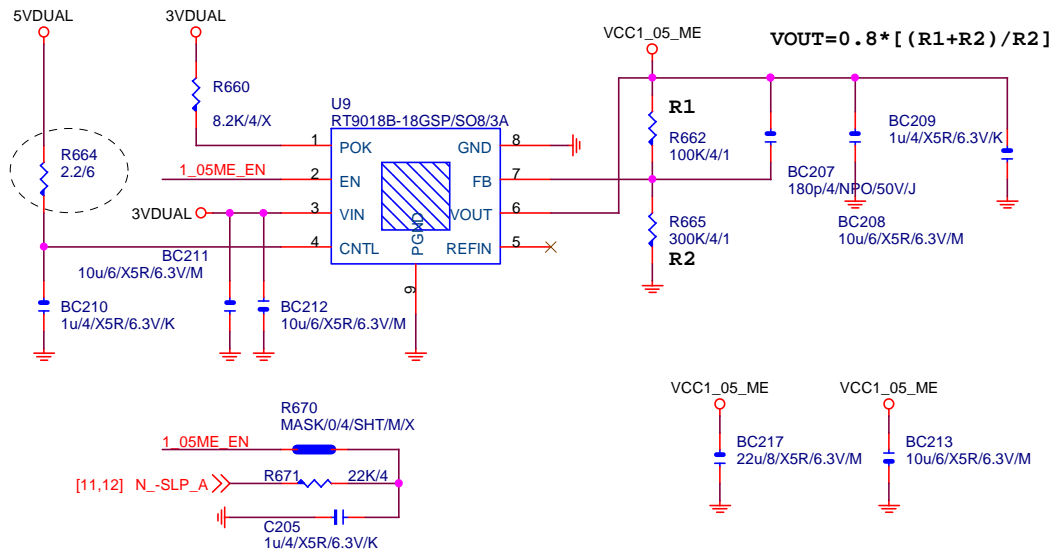 5VDUAL
3VDUAL
VCC1_05_ME
VOUT=0.8*[(R1+R2)/R2]
R660
8.2K/4/X
U9
RT9018B-18GSP/SO8/3A
R1
R662
100K/4/1
BC209
1u/4/X5R/6.3V/K
R664
2.2/6
1_05ME_EN
1
POK
GND
8
2
EN
FB
7
3VDUAL
3
VIN
VOUT
6
4
CNTL
PGND
REFIN
5
9
BC207
180p/4/NPO/50V/J
R665
300K/4/1
R2
BC208
10u/6/X5R/6.3V/M
BC211
10u/6/X5R/6.3V/M
BC210
1u/4/X5R/6.3V/K
BC212
10u/6/X5R/6.3V/M
R670
MASK/0/4/SHT/M/X
1_05ME_EN
[11,12] N_-SLP_A
R671
22K/4
C205
1u/4/X5R/6.3V/K
VCC1_05_ME
VCC1_05_ME
BC217
22u/8/X5R/6.3V/M
BC213
10u/6/X5R/6.3V/M